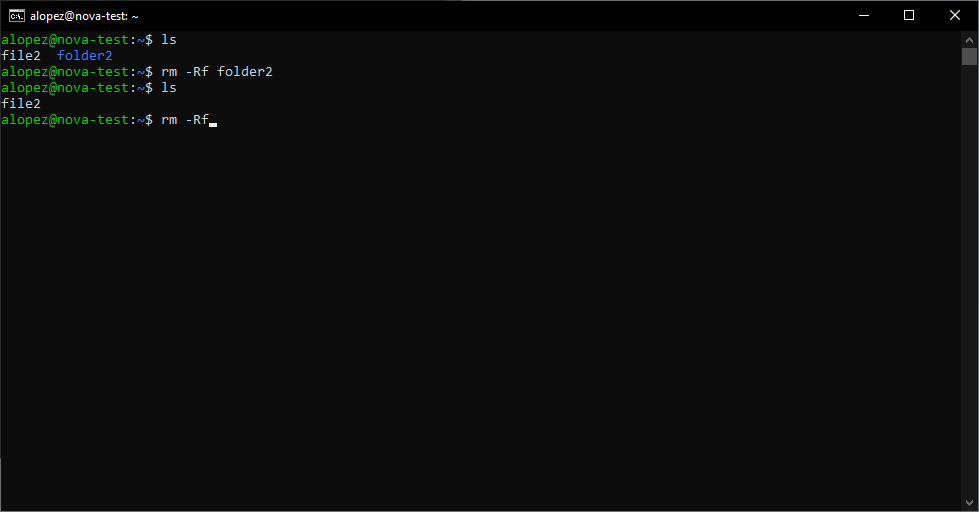 alopez@nova-test: ~
alopez@nova-test:~$ ls
file2  folder2
alopez@nova-test:~$ rm -Rf folder2
alopez@nova-test:~$ ls
file2
alopez@nova-test:~$ rm -Rf